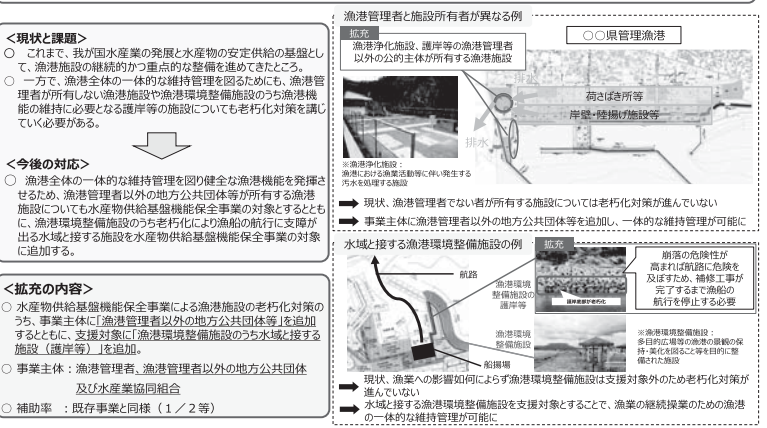 ＜現状と課題＞
○ これまで、我が国水産業の発展と水産物の安定供給の基盤とし
て、漁港施設の継続的かつ重点的な整備を進めてきたところ。
○ 一方で、漁港全体の一体的な維持管理を図るためにも、漁港管
理者が所有しない漁港施設や漁港環境整備施設のうち漁港機
能の維持に必要となる護岸等の施設についても老朽化対策を講じ
ていく必要がある。
＜今後の対応＞
○ 漁港全体の一体的な維持管理を図り健全な漁港機能を発揮さ
せるため、漁港管理者以外の地方公共団体等が所有する漁港
施設についても水産物供給基盤機能保全事業の対象とするととも
に、漁港環境整備施設のうち老朽化により漁船の航行に支障が
出る水域と接する施設を水産物供給基盤機能保全事業の対象
に追加する。
＜拡充の内容＞
○ 水産物供給基盤機能保全事業による漁港施設の老朽化対策の
うち、事業主体に「漁港管理者以外の地方公共団体等」を追加
するとともに、支援対象に「漁港環境整備施設のうち水域と接する
施設（護岸等）」を追加。
○ 事業主体：漁港管理者、漁港管理者以外の地方公共団体
及び水産業協同組合
○ 補助率 ：既存事業と同様（１／２等）
漁港管理者と施設所有者が異なる例
拡充
漁港浄化施設、護岸等の漁港管理者
以外の公的主体が所有する漁港施設
○○県管理漁港
排水
荷さばき所等
岸壁・陸揚げ施設等
排水
※漁港浄化施設：
漁港における漁業活動等に伴い発生する
汚水を処理する施設
現状、漁港管理者でない者が所有する施設については老朽化対策が進んでいない
事業主体に漁港管理者以外の地方公共団体等を追加し、一体的な維持管理が可能に
水域と接する漁港環境整備施設の例
拡充
航路
漁港環境
整備施設の
護岸等
護岸底部が老朽化
崩落の危険性が
高まれば航路に危険を
及ぼすため、補修工事が
完了するまで漁船の
航行を停止する必要
漁港環境
整備施設
船揚場
※漁港環境整備施設：
多目的広場等の漁港の景観の保
持・美化を図ること等を目的に整
備された施設
現状、漁業への影響如何によらず漁港環境整備施設は支援対象外のため老朽化対策が
進んでいない
水域と接する漁港環境整備施設を支援対象とすることで、漁業の継続操業のための漁港
の一体的な維持管理が可能に